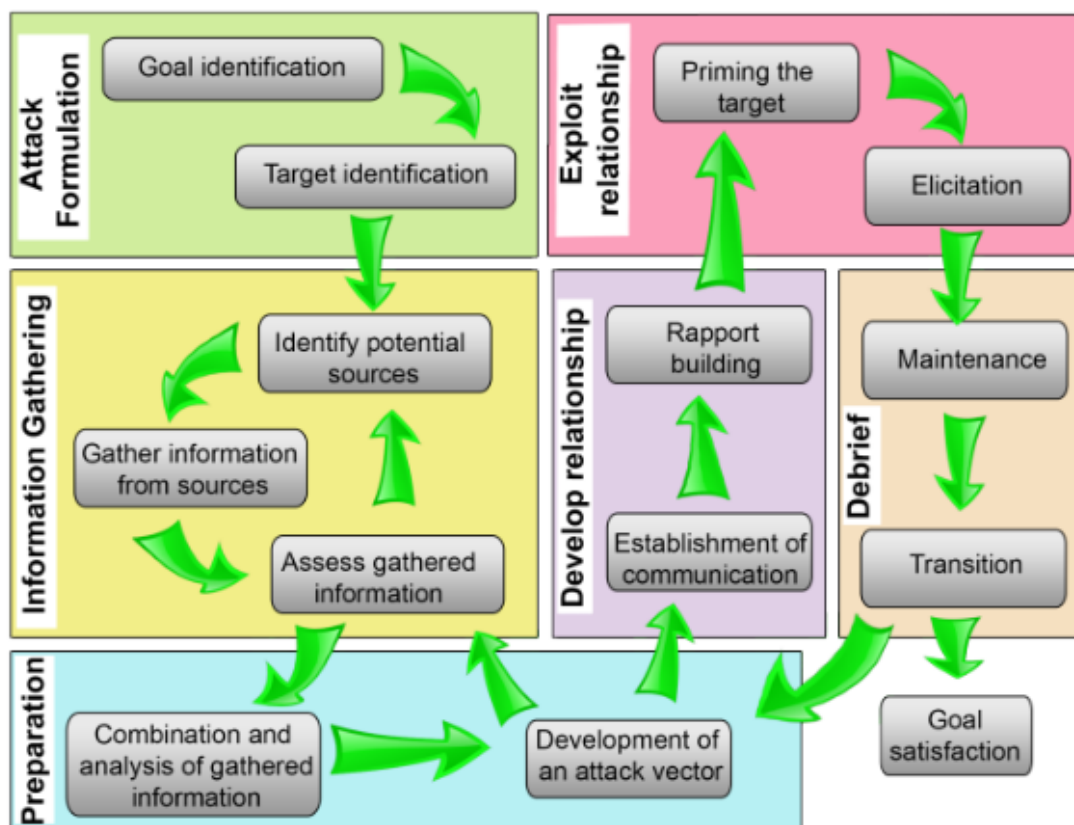 Attack
Formulation
Goal identification
Target identification
Information Gathering
Identify potential
sources
Gather information
from sources
Assess gathered
information
Preparation
Combination and
analysis of gathered
information
Development of
an attack vector
Develop relationship
Establishment of
communication
Rapport
building
Exploit
relationship
Priming the
target
Elicitation
Debrief
Maintenance
Transition
Goal
satisfaction